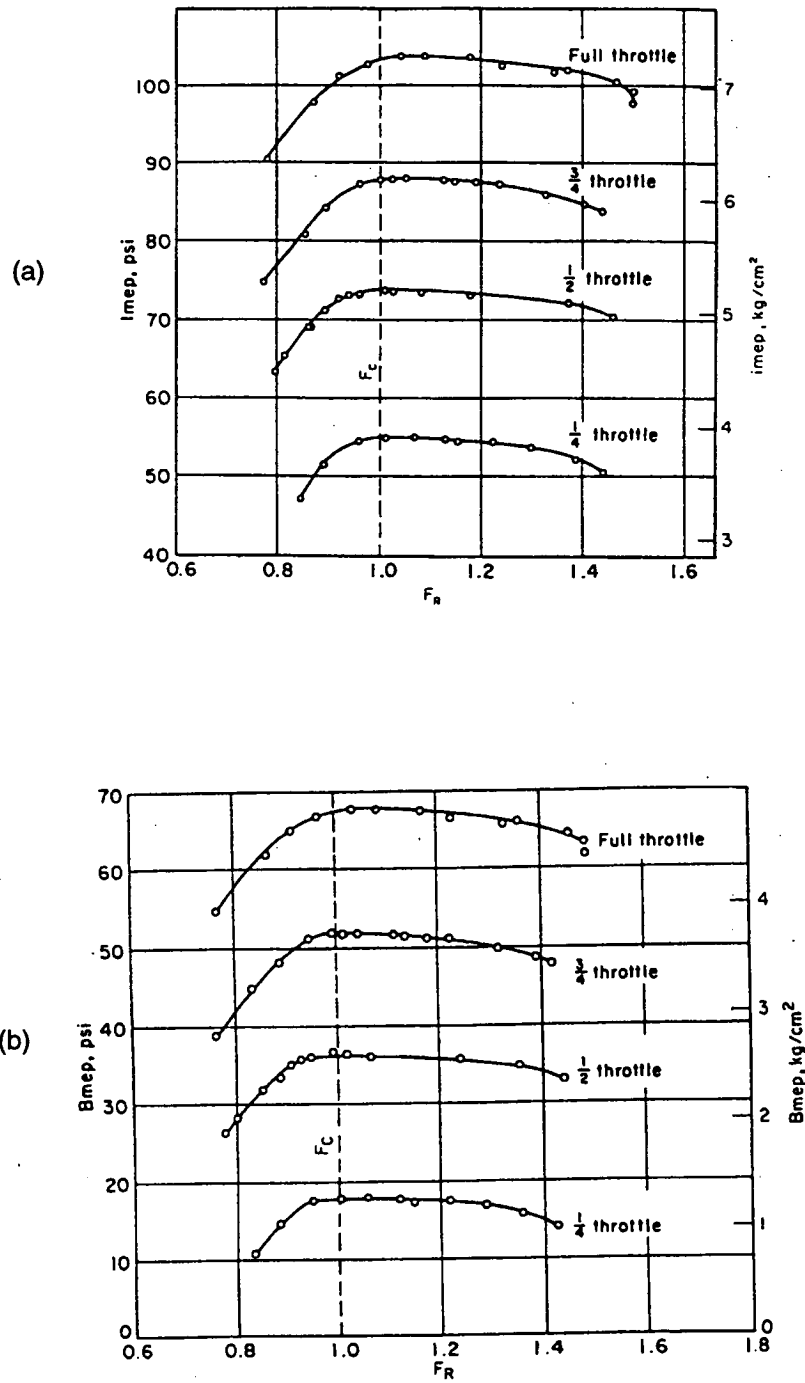 (a)
Imep, psi
100
90
80
70
60
50
40
0.6
0.8
1.0
1.2
1.4
1.6
F_R
7
6
5
4
3
imep, kg/cm²
Full throttle
3/4 throttle
1/2 throttle
1/4 throttle
F_C
(b)
Bmep, psi
70
60
50
40
30
20
10
0
0.6
0.8
1.0
1.2
1.4
1.6
1.8
F_R
4
3
2
1
0
Bmep, kg/cm²
Full throttle
3/4 throttle
1/2 throttle
1/4 throttle
F_C